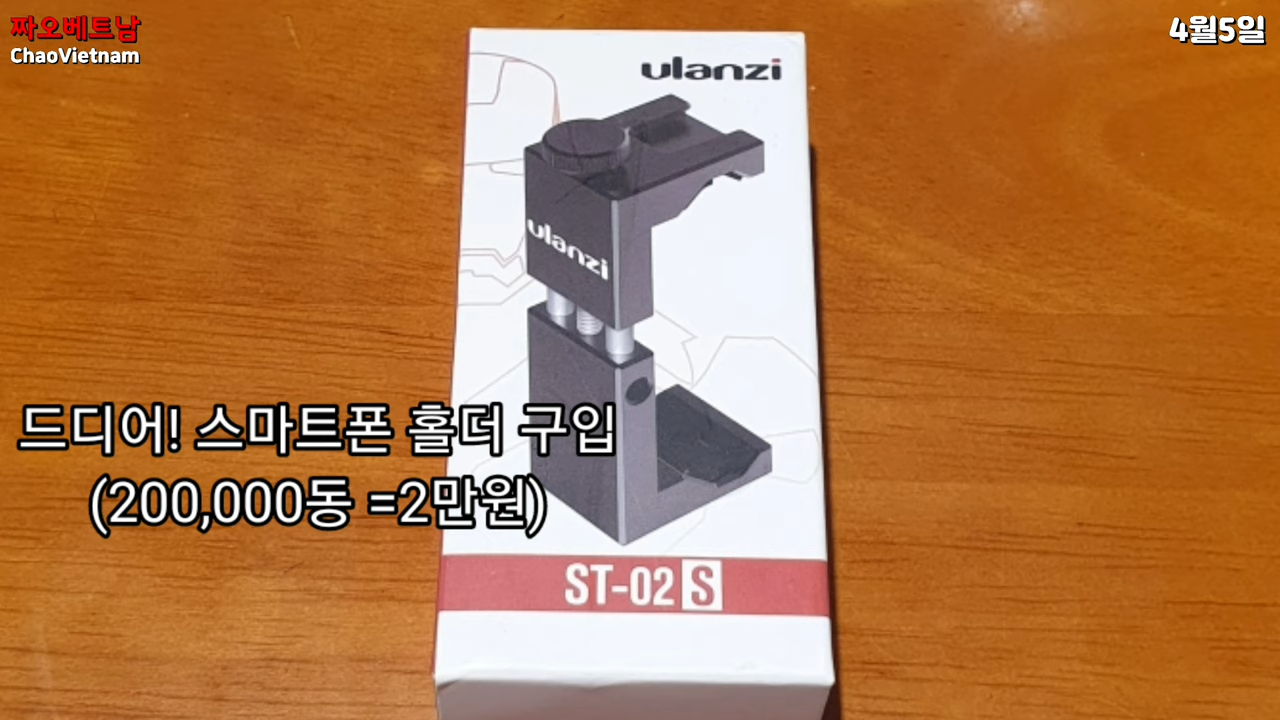 짜오베트남
ChaoVietnam
4월5일
ulanzi
ulanzi
드디어! 스마트폰 홀더 구입
(200,000동 =2만원)
ST-02 S